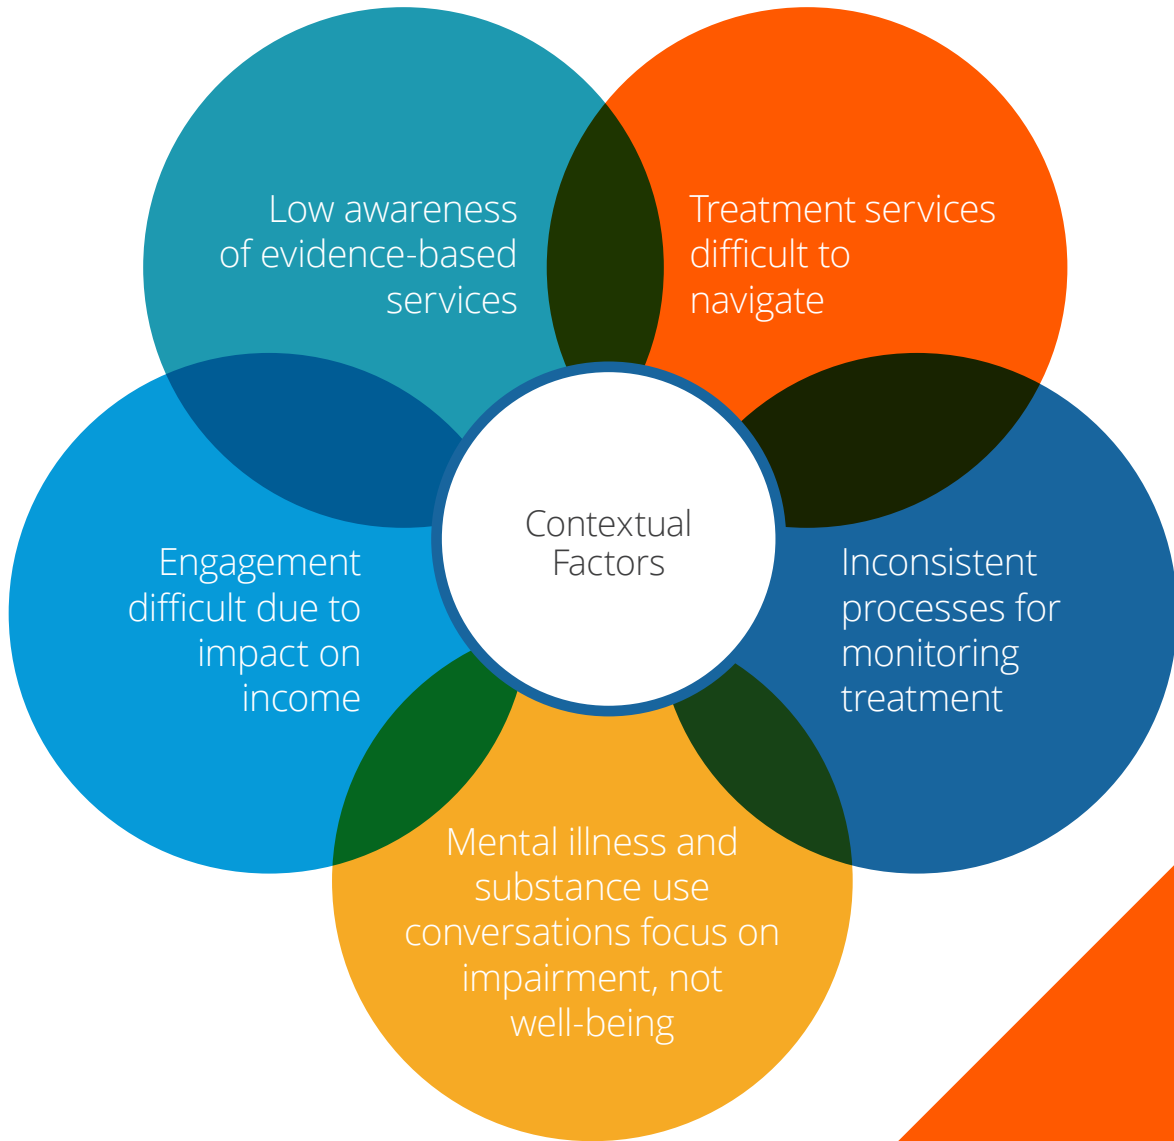 Low awareness
of evidence-based
services
Treatment services
difficult to
navigate
Contextual
Factors
Engagement
difficult due to
impact on
income
Inconsistent
processes for
monitoring
treatment
Mental illness and
substance use
conversations focus on
impairment, not
well-being